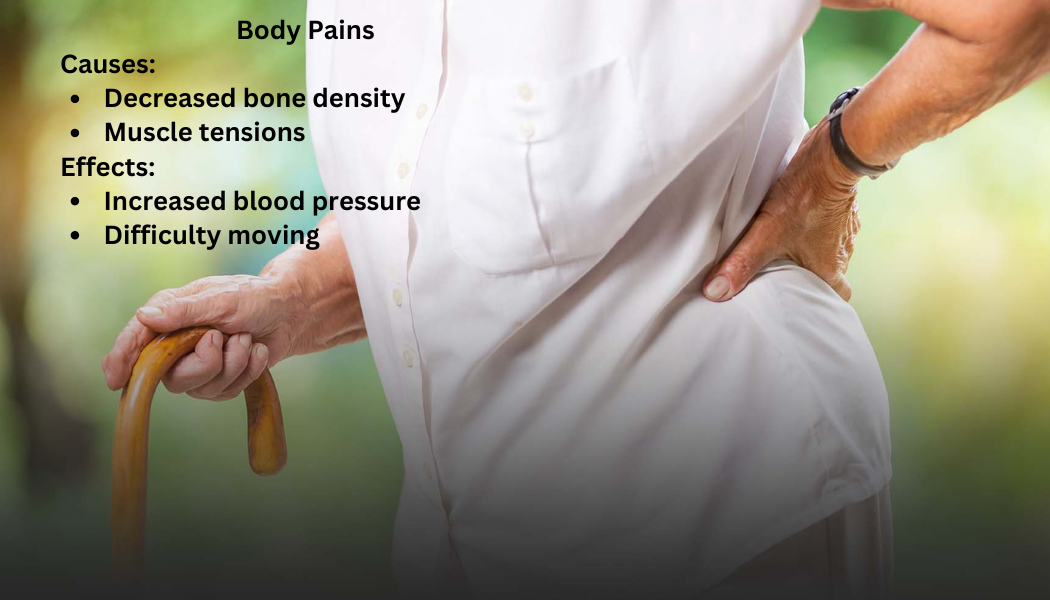 Body Pains
Causes:
• Decreased bone density
• Muscle tensions
Effects:
• Increased blood pressure
• Difficulty moving